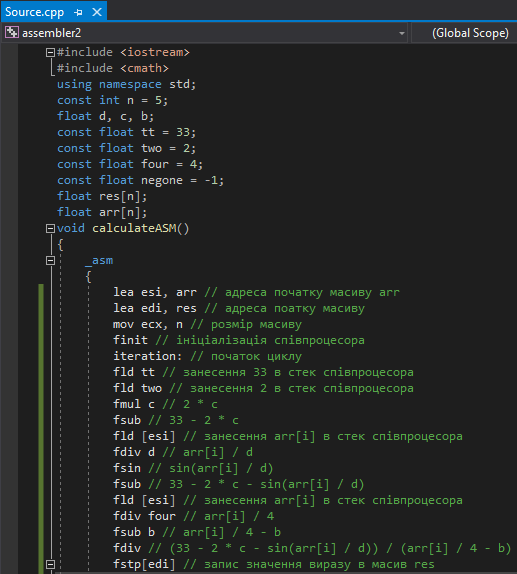 Source.cpp
assembler2 (Global Scope)
#include <iostream>
#include <cmath>
using namespace std;
const int n = 5;
float d, c, b;
const float tt = 33;
const float two = 2;
const float four = 4;
const float negone = -1;
float res[n];
float arr[n];
void calculateASM()
{
_asm
{
lea esi, arr // адреса початку масиву arr
lea edi, res // адреса поатку масиву
mov ecx, n // розмір масиву
finit // ініціалізація співпроцесора
iteration: // початок циклу
fld tt // занесення 33 в стек співпроцесора
fld two // занесення 2 в стек співпроцесора
fmul c // 2 * c
fsub // 33 - 2 * c
fld [esi] // занесення arr[i] в стек співпроцесора
fdiv d // arr[i] / d
fsin // sin(arr[i] / d)
fsub // 33 - 2 * c - sin(arr[i] / d)
fld [esi] // занесення arr[i] в стек співпроцесора
fdiv four // arr[i] / 4
fsub b // arr[i] / 4 - b
fdiv // (33 - 2 * c - sin(arr[i] / d)) / (arr[i] / 4 - b)
fstp[edi] // запис значення виразу в масив res